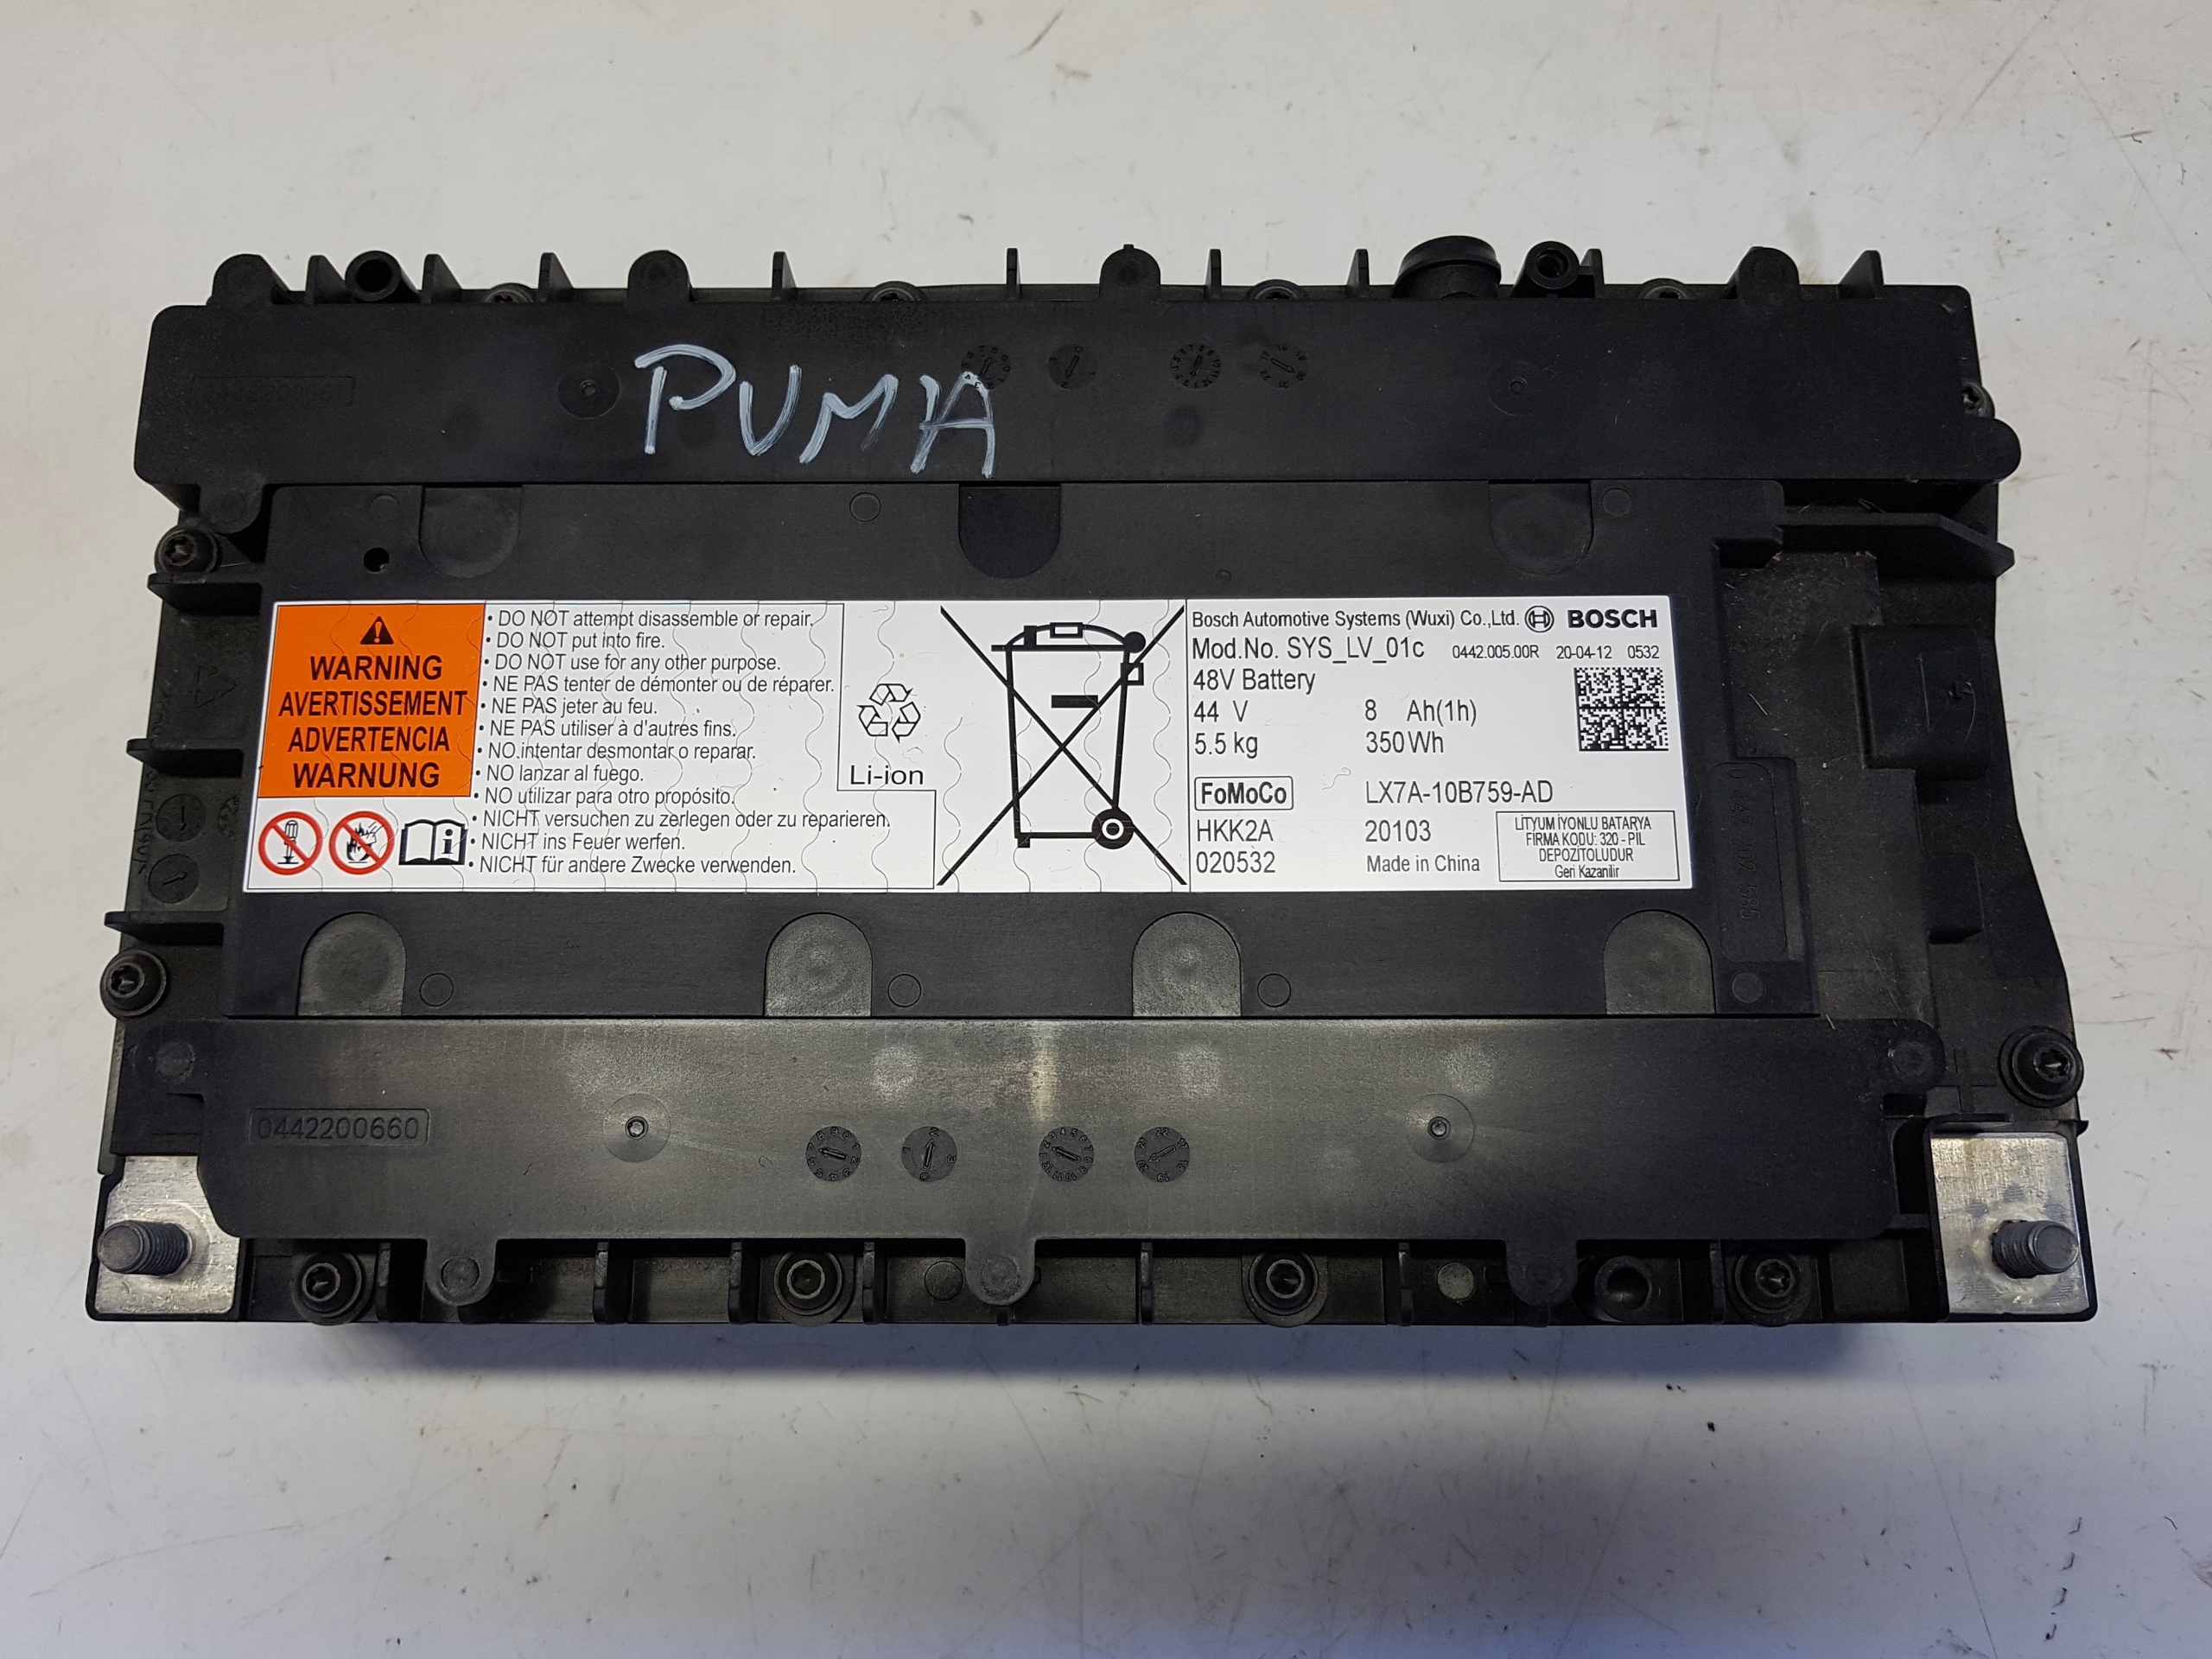 PUMA
WARNING
AVERTISSEMENT
ADVERTENCIA
WARNUNG
• DO NOT attempt disassemble or repair.
• DO NOT put into fire.
• DO NOT use for any other purpose.
• NE PAS tenter de démonter ou de réparer.
• NE PAS jeter au feu.
• NE PAS utiliser à d'autres fins.
• NO intentar desmontar o reparar.
• NO lanzar al fuego.
• NO utilizar para otro propósito.
• NICHT versuchen zu zerlegen oder zu reparieren.
• NICHT ins Feuer werfen.
• NICHT für andere Zwecke verwenden.
Li-ion
Bosch Automotive Systems (Wuxi) Co.,Ltd. BOSCH
Mod.No. SYS_LV_01c 0442.005.00R 20-04-12 0532
48V Battery
44 V 8 Ah(1h)
5.5 kg 350Wh
FoMoCo LX7A-10B759-AD
HKK2A 20103
020532 Made in China
LİTYUM İYONLU BATARYA
FIRMA KODU: 320 - PIL
DEPOZİTOLUDUR
Geri Kazanılır
0442200660